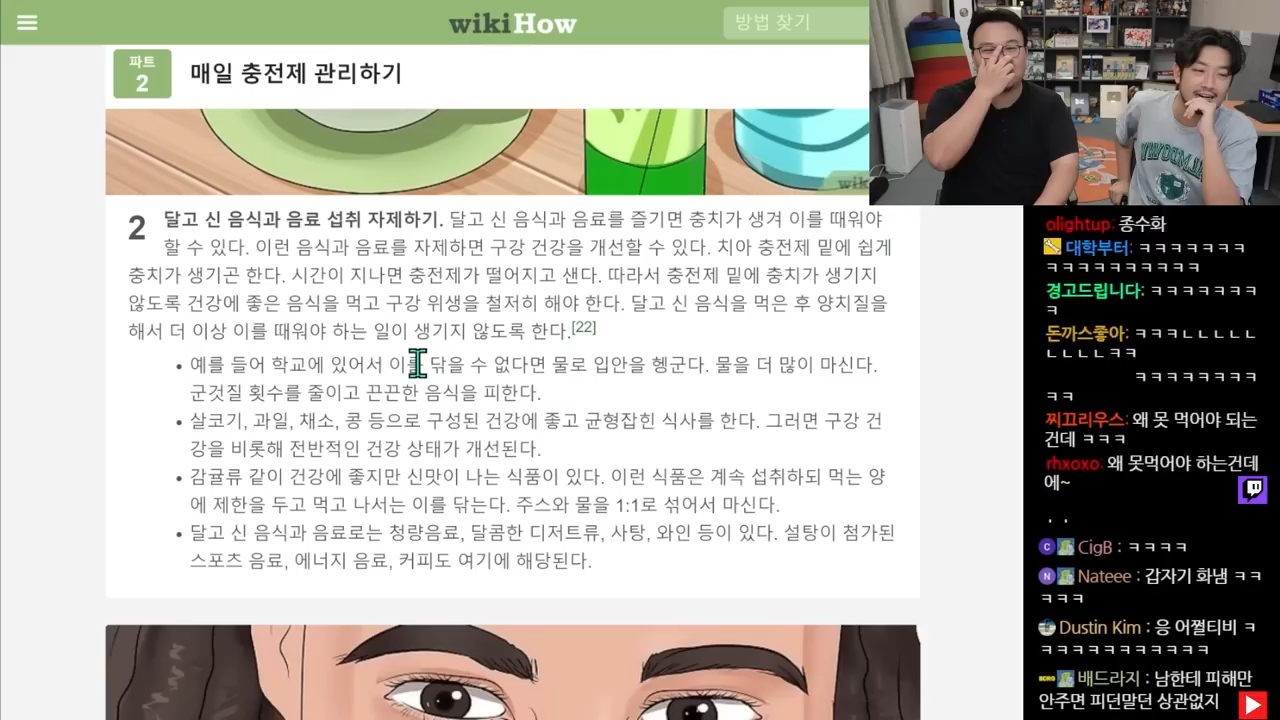 wikiHow
방법 찾기
파트
2
매일 충전제 관리하기
wik
2 달고 신 음식과 음료 섭취 자제하기. 달고 신 음식과 음료를 즐기면 충치가 생겨 이를 때워야
할 수 있다. 이런 음식과 음료를 자제하면 구강 건강을 개선할 수 있다. 치아 충전제 밑에 쉽게
충치가 생기곤 한다. 시간이 지나면 충전제가 떨어지고 샌다. 따라서 충전제 밑에 충치가 생기지
않도록 건강에 좋은 음식을 먹고 구강 위생을 철저히 해야 한다. 달고 신 음식을 먹은 후 양치질을
해서 더 이상 이를 때워야 하는 일이 생기지 않도록 한다.[22]
• 예를 들어 학교에 있어서 이를 닦을 수 없다면 물로 입안을 헹군다. 물을 더 많이 마신다.
군것질 횟수를 줄이고 끈끈한 음식을 피한다.
• 살코기, 과일, 채소, 콩 등으로 구성된 건강에 좋고 균형잡힌 식사를 한다. 그러면 구강 건
강을 비롯해 전반적인 건강 상태가 개선된다.
• 감귤류 같이 건강에 좋지만 신맛이 나는 식품이 있다. 이런 식품은 계속 섭취하되 먹는 양
에 제한을 두고 먹고 나서는 이를 닦는다. 주스와 물을 1:1로 섞어서 마신다.
• 달고 신 음식과 음료로는 청량음료, 달콤한 디저트류, 사탕, 와인 등이 있다. 설탕이 첨가된
스포츠 음료, 에너지 음료, 커피도 여기에 해당된다.
olightup: 종수화
대학부터: ㅋㅋㅋㅋㅋㅋㅋ
ㅋㅋㅋㅋㅋㅋㅋㅋㅋㅋ
경고드립니다: ㅋㅋㅋㅋㅋㅋㅋ
ㅋ
돈까스좋아: ㅋㅋㅋㄴㄴㄴㄴ
ㄴㄴㄴㄴㅋㅋ
ㅋㅋㅋㅋㅋㅋㅋㅋ
ㅋㅋ
찌끄리우스: 왜 못 먹어야 되는
건데 ㅋㅋㅋ
rhxoxo: 왜 못먹어야 하는건데
에~
CigB : ㅋㅋㅋㅋ
Nateee : 갑자기 화냄 ㅋㅋ
ㅋㅋㅋ
Dustin Kim : 응 어쩔티비 ㅋ
ㅋㅋㅋㅋㅋㅋㅋㅋㅋㅋㅋ
배드라지 : 남한테 피해만
안주면 피던말던 상관없지